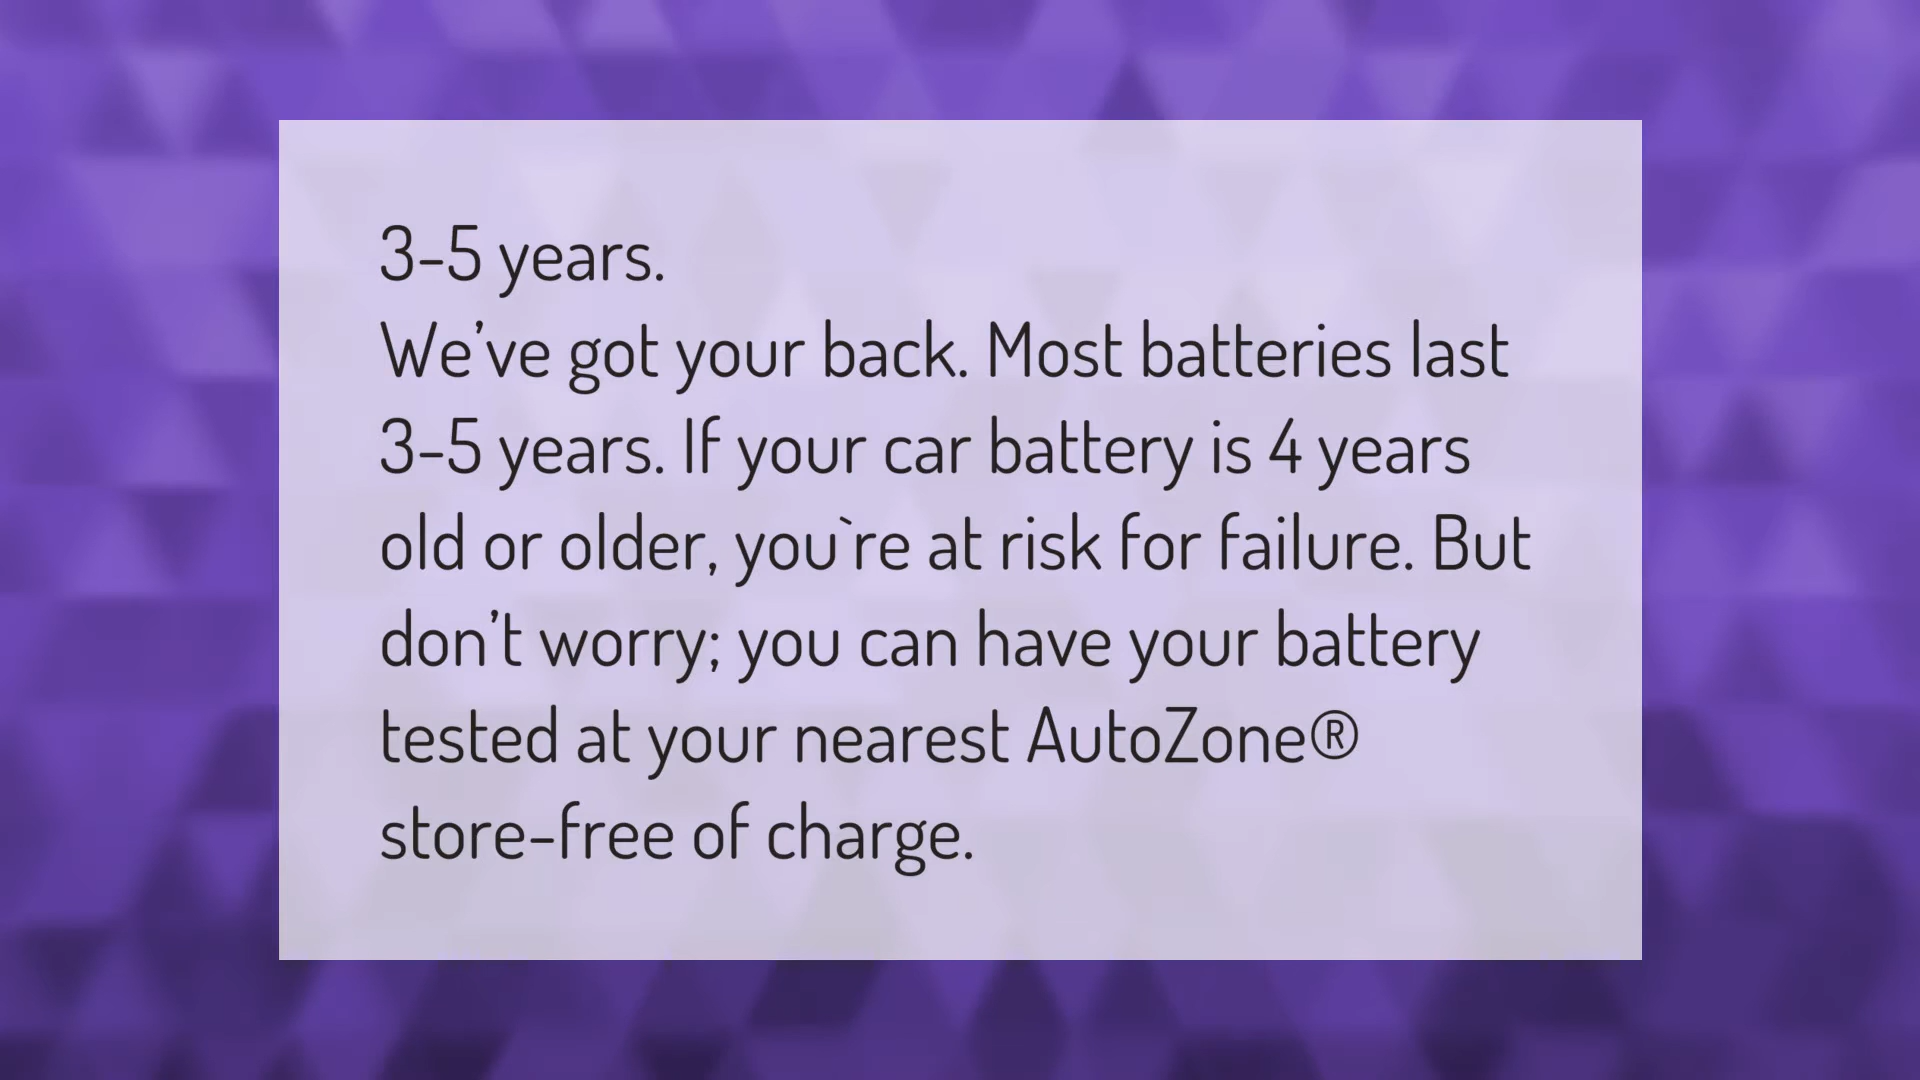 3-5 years.
We've got your back. Most batteries last
3-5 years. If your car battery is 4 years
old or older, you`re at risk for failure. But
don't worry; you can have your battery
tested at your nearest AutoZone®
store-free of charge.